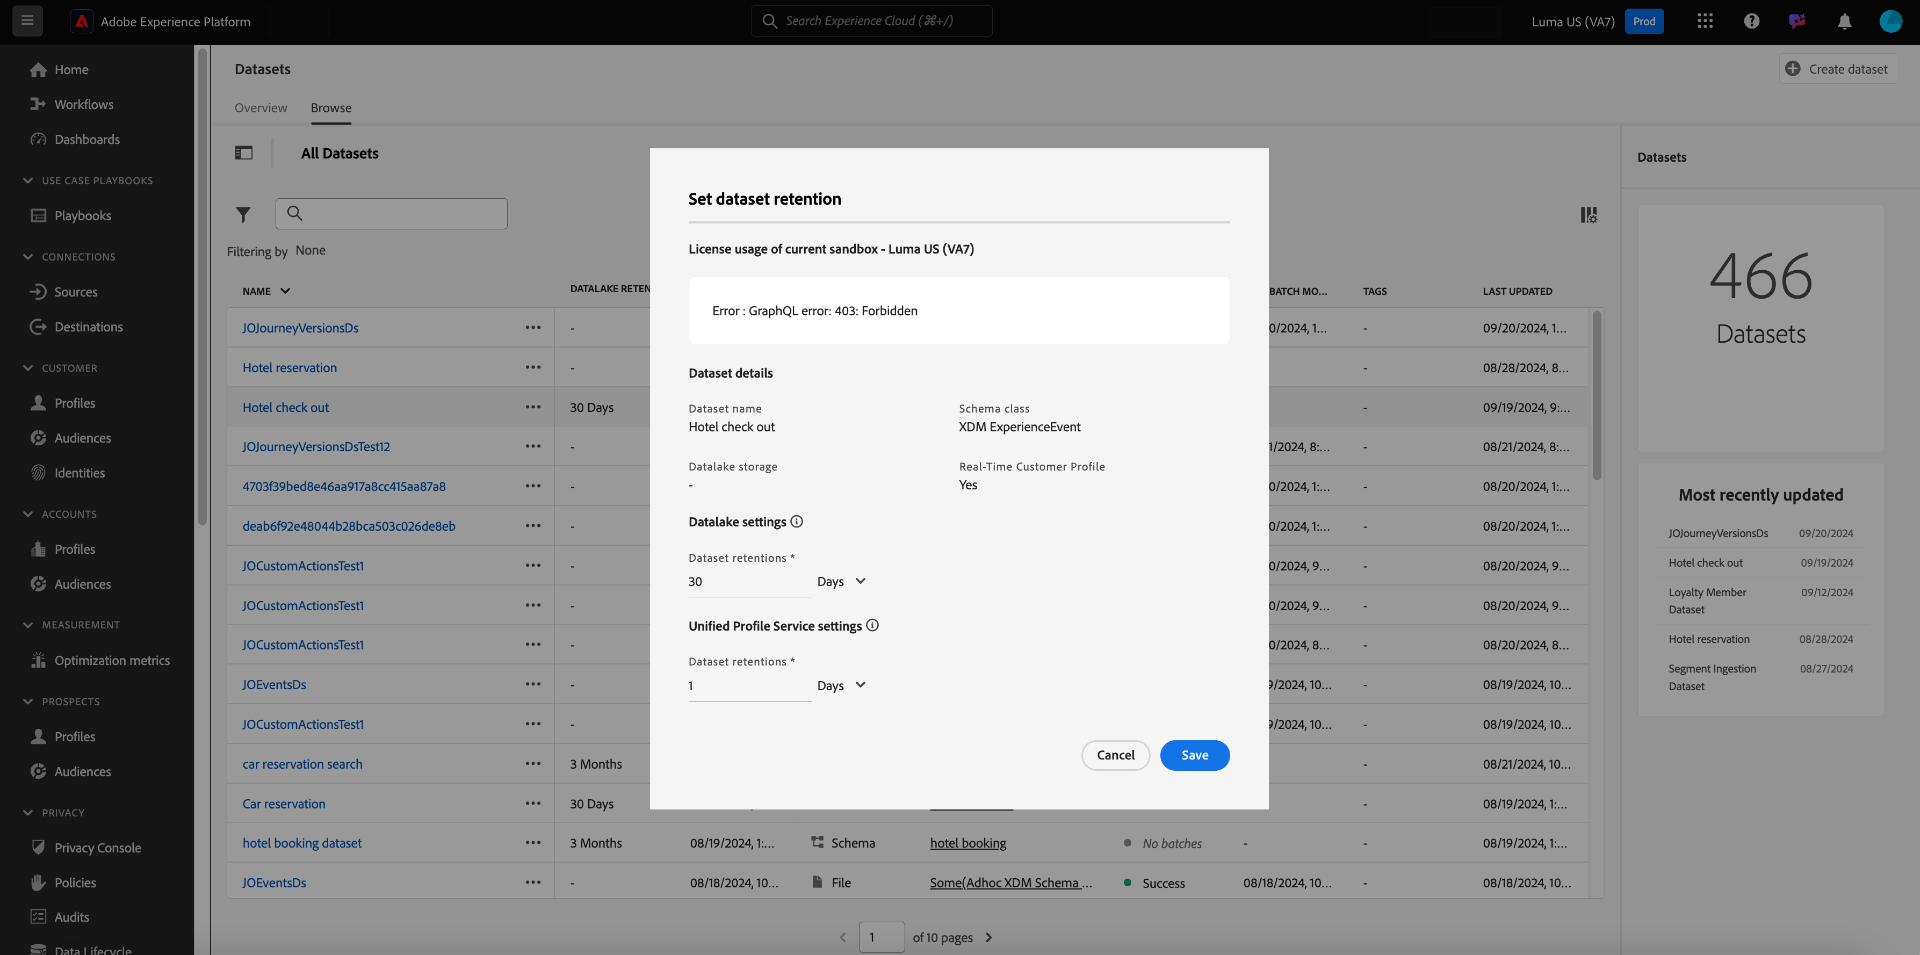 Adobe Experience Platform
Search Experience Cloud (⌘+/)
Luma US (VA7)
Prod
Home
Workflows
Dashboards
USE CASE PLAYBOOKS
Playbooks
CONNECTIONS
Sources
Destinations
CUSTOMER
Profiles
Audiences
Identities
ACCOUNTS
Profiles
Audiences
MEASUREMENT
Optimization metrics
PROSPECTS
Profiles
Audiences
PRIVACY
Privacy Console
Policies
Audits
Data Lifecycle
Datasets
Create dataset
Overview
Browse
All Datasets
Filtering by None
NAME DATALAKE RETEN BATCH MO... TAGS LAST UPDATED
JOJourneyVersionsDs ••• - 0/2024, 1... - 09/20/2024, 1...
Hotel reservation ••• - - 08/28/2024, 8...
Hotel check out ••• 30 Days - 09/19/2024, 9:...
JOJourneyVersionsDsTest12 ••• - 1/2024, 8:... - 08/21/2024, 8:...
4703f39bed8e46aa917a8cc415aa87a8 ••• - 0/2024, 1:... - 08/20/2024, 1:...
deab6f92e48044b28bca503c026de8eb ••• - 0/2024, 1:... - 08/20/2024, 1:...
JOCustomActionsTest1 ••• - 0/2024, 9... - 08/20/2024, 9...
JOCustomActionsTest1 ••• - 0/2024, 9... - 08/20/2024, 9...
JOCustomActionsTest1 ••• - 0/2024, 8... - 08/20/2024, 8...
JOEventsDs ••• - 9/2024, 10... - 08/19/2024, 10...
JOCustomActionsTest1 ••• - 9/2024, 10... - 08/19/2024, 10...
car reservation search ••• 3 Months - 08/21/2024, 10...
Car reservation ••• 30 Days - 08/19/2024, 1:...
hotel booking dataset ••• 3 Months 08/19/2024, 1:... Schema hotel booking No batches - - 08/19/2024, 1:...
JOEventsDs ••• - 08/18/2024, 10... File Some(Adhoc XDM Schema ... Success 08/18/2024, 10... - 08/18/2024, 10...
1 of 10 pages
Set dataset retention
License usage of current sandbox - Luma US (VA7)
Error : GraphQL error: 403: Forbidden
Dataset details
Dataset name
Hotel check out
Schema class
XDM ExperienceEvent
Datalake storage
-
Real-Time Customer Profile
Yes
Datalake settings
Dataset retentions *
30 Days
Unified Profile Service settings
Dataset retentions *
1 Days
Cancel
Save
Datasets
466
Datasets
Most recently updated
JOJourneyVersionsDs 09/20/2024
Hotel check out 09/19/2024
Loyalty Member 09/12/2024
Dataset
Hotel reservation 08/28/2024
Segment Ingestion 08/27/2024
Dataset